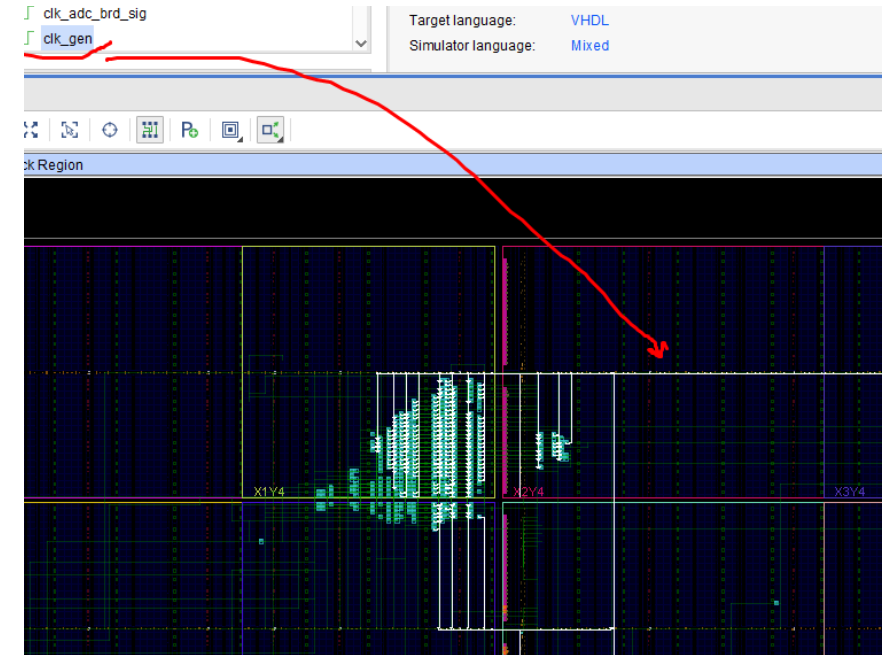 clk_adc_brd_sig
clk_gen
Target language: VHDL
Simulator language: Mixed
ck Region
X1Y4
X2Y4
X3Y4